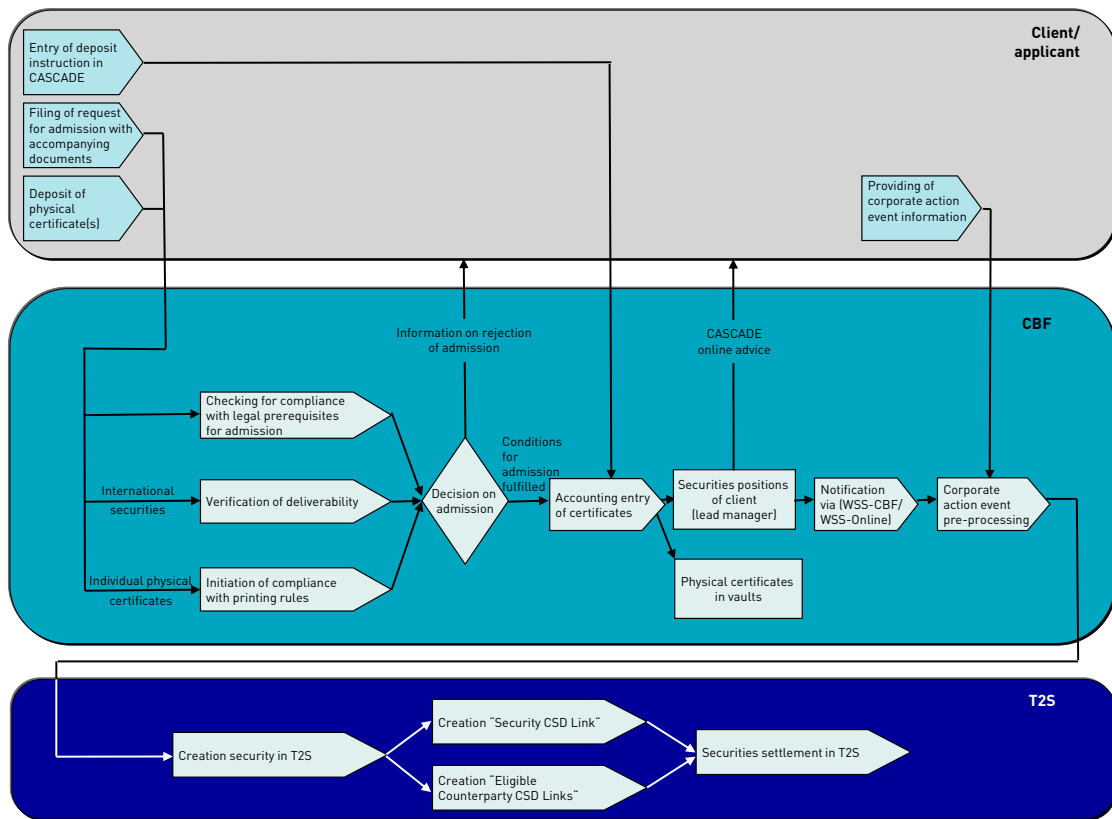 Client/
applicant
Entry of deposit
instruction in
CASCADE
Filing of request
for admission with
accompanying
documents
Deposit of
physical
certificate(s)
Providing of
corporate action
event information
CBF
Information on rejection
of admission
CASCADE
online advice
Checking for compliance
with legal prerequisites
for admission
Conditions
for
admission
fulfilled
International
securities
Verification of deliverability
Decision on
admission
Accounting entry
of certificates
Securities positions
of client
(lead manager)
Notification
via (WSS-CBF/
WSS-Online)
Corporate
action event
pre-processing
Individual physical
certificates
Initiation of compliance
with printing rules
Physical certificates
in vaults
T2S
Creation “Security CSD Link“
Creation security in T2S
Securities settlement in T2S
Creation “Eligible
Counterparty CSD Links“